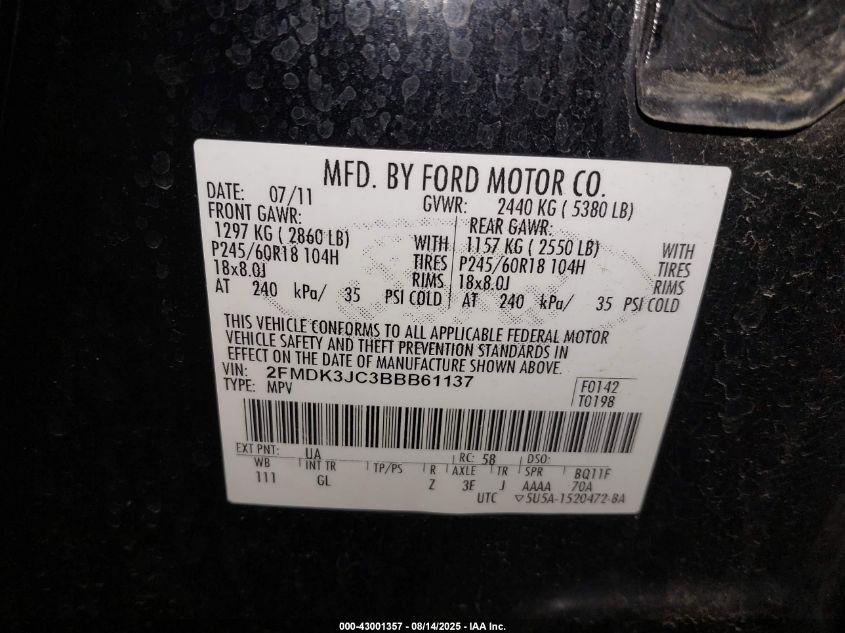 MFD. BY FORD MOTOR CO.
DATE: 07/11 GVWR: 2440 KG ( 5380 LB)
FRONT GAWR: REAR GAWR:
1297 KG ( 2860 LB) WITH 1157 KG ( 2550 LB) WITH
P245/60R18 104H TIRES P245/60R18 104H TIRES
18x8.0J RIMS 18x8.0J RIMS
AT 240 kPa/ 35 PSI COLD AT 240 kPa/ 35 PSI COLD
THIS VEHICLE CONFORMS TO ALL APPLICABLE FEDERAL MOTOR
VEHICLE SAFETY AND THEFT PREVENTION STANDARDS IN
EFFECT ON THE DATE OF MANUFACTURE SHOWN ABOVE.
VIN: 2FMDK3JC3BBB61137
TYPE: MPV
F0142
T0198
EXT PNT: UA RC: 58 DSO:
WB INT TR TP/PS R AXLE TR SPR BQ11F
111 GL Z 3E J AAAA 70A
UTC ▽5U5A-1520472-BA
000-43001357 - 08/14/2025 - IAA Inc.